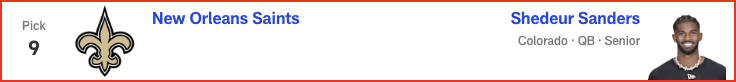 Pick
9
New Orleans Saints
Shedeur Sanders
Colorado · QB · Senior